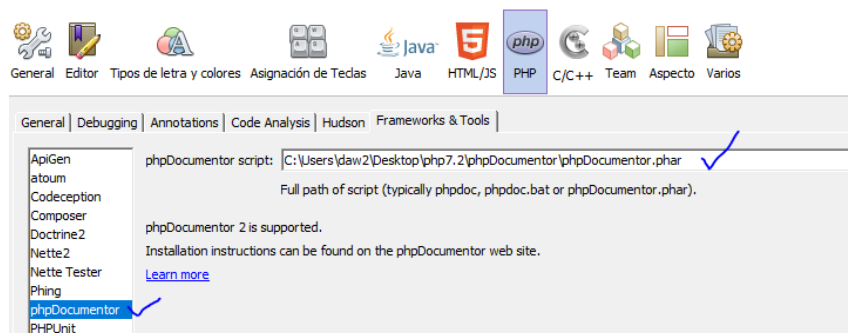 General Editor Tipos de letra y colores Asignación de Teclas Java HTML/JS PHP C/C++ Team Aspecto Varios
General Debugging Annotations Code Analysis Hudson Frameworks & Tools
ApiGen
atoum
Codeception
Composer
Doctrine2
Nette2
Nette Tester
Phing
phpDocumentor
PHPUnit
phpDocumentor script: C:\Users\daw2\Desktop\php7.2\phpDocumentor\phpDocumentor.phar
Full path of script (typically phpdoc, phpdoc.bat or phpDocumentor.phar).
phpDocumentor 2 is supported.
Installation instructions can be found on the phpDocumentor web site.
Learn more